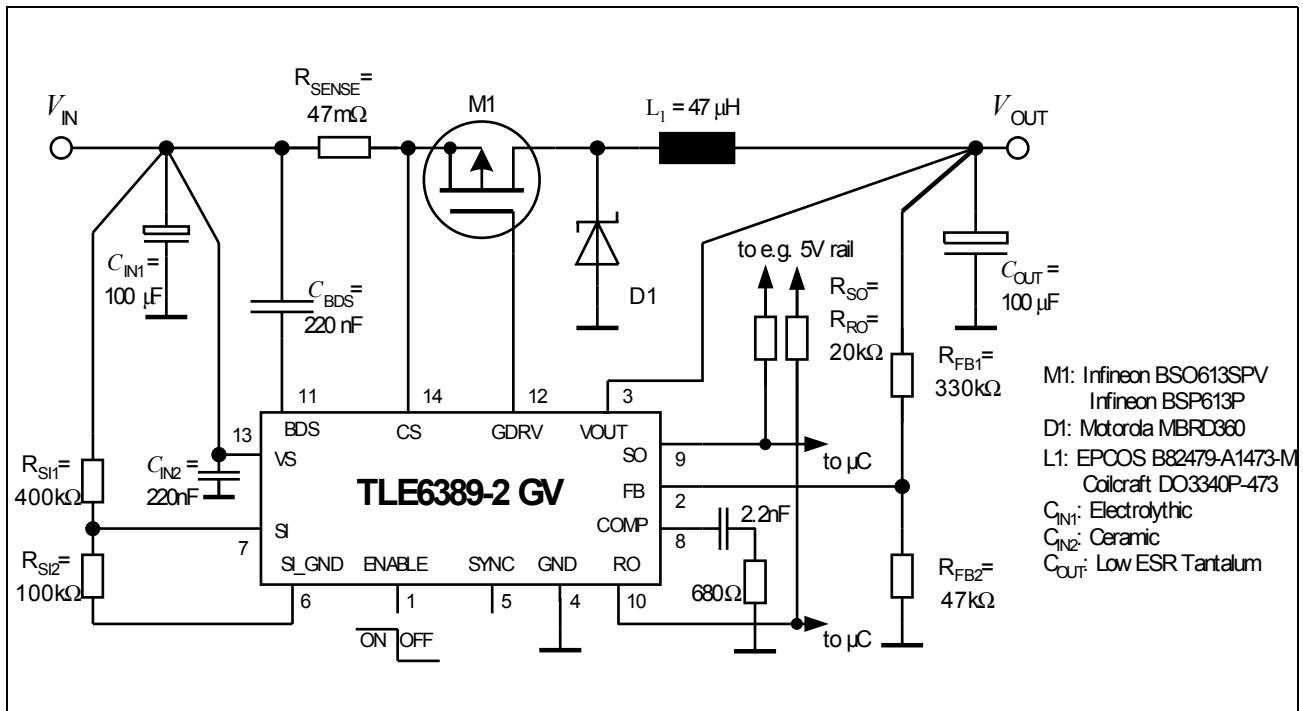 R_SENSE=
47mΩ
V_IN
M1
L_1 = 47 µH
V_OUT
C_IN1=
100 µF
C_BDS=
220 nF
D1
to e.g. 5V rail
R_SO=
R_RO=
20kΩ
C_OUT=
100 µF
R_FB1=
330kΩ
M1: Infineon BSO613SPV
Infineon BSP613P
D1: Motorola MBRD360
L1: EPCOS B82479-A1473-M
Coilcraft DO3340P-473
C_IN1: Electrolythic
C_IN2: Ceramic
C_OUT: Low ESR Tantalum
11
14
12
3
13
BDS
CS
GDRV
VOUT
VS
SO
9
to µC
R_SI1=
400kΩ
C_IN2=
220nF
TLE6389-2 GV
FB
2
COMP
8
2.2nF
SI
7
R_SI2=
100kΩ
SI_GND
ENABLE
SYNC
GND
RO
6
1
5
4
10
680Ω
R_FB2=
47kΩ
ON
OFF
to µC